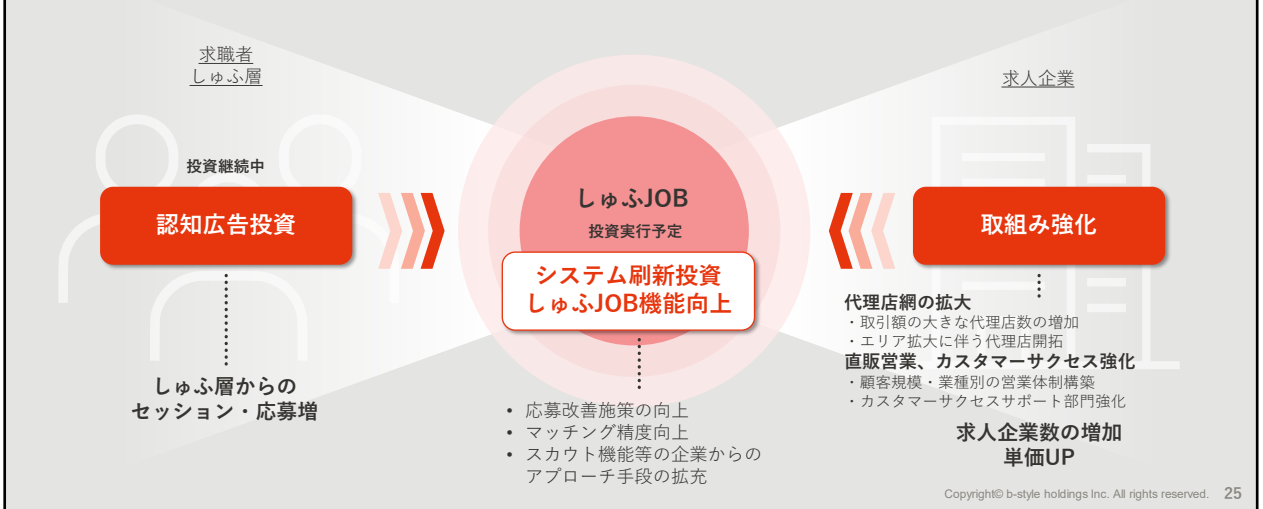 求職者
しゅふ層
投資継続中
認知広告投資
しゅふ層からの
セッション・応募増
しゅふJOB
投資実行予定
システム刷新投資
しゅふJOB機能向上
• 応募改善施策の向上
• マッチング精度向上
• スカウト機能等の企業からの
アプローチ手段の拡充
求人企業
取組み強化
代理店網の拡大
・取引額の大きな代理店数の増加
・エリア拡大に伴う代理店開拓
直販営業、カスタマーサクセス強化
・顧客規模・業種別の営業体制構築
・カスタマーサクセスサポート部門強化
求人企業数の増加
単価UP
Copyright© b-style holdings Inc. All rights reserved. 25